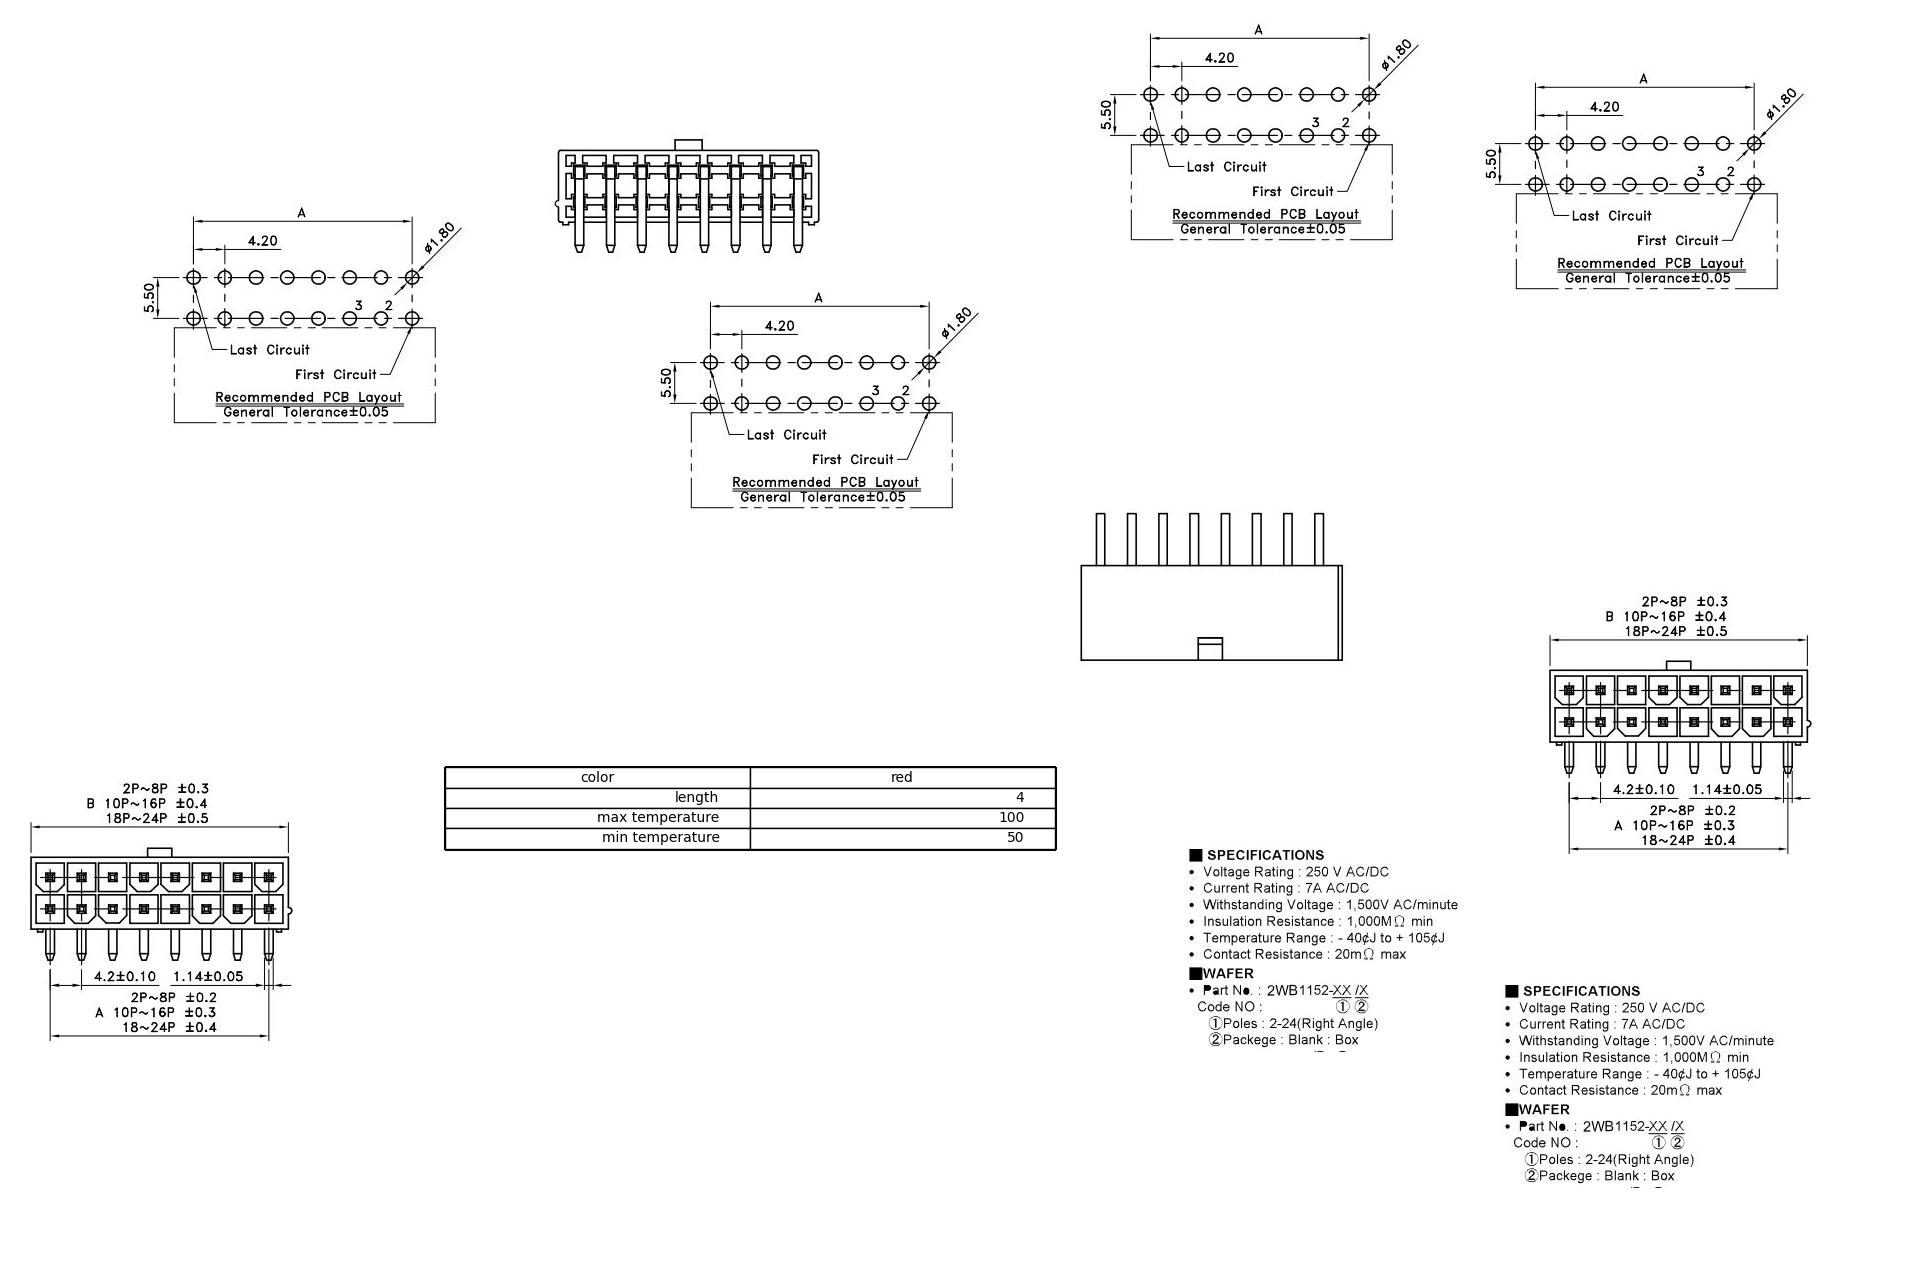 A
4.20
ø1.80
5.50
3 2
Last Circuit
First Circuit
Recommended PCB Layout
General Tolerance±0.05
A
4.20
ø1.80
5.50
3 2
Last Circuit
First Circuit
Recommended PCB Layout
General Tolerance±0.05
A
4.20
ø1.80
5.50
3 2
Last Circuit
First Circuit
Recommended PCB Layout
General Tolerance±0.05
A
4.20
ø1.80
5.50
3 2
Last Circuit
First Circuit
Recommended PCB Layout
General Tolerance±0.05
2P~8P ±0.3
B 10P~16P ±0.4
18P~24P ±0.5
4.2±0.10 1.14±0.05
2P~8P ±0.2
A 10P~16P ±0.3
18~24P ±0.4
color red
length 4
max temperature 100
min temperature 50
2P~8P ±0.3
B 10P~16P ±0.4
18P~24P ±0.5
4.2±0.10 1.14±0.05
2P~8P ±0.2
A 10P~16P ±0.3
18~24P ±0.4
■ SPECIFICATIONS
• Voltage Rating : 250 V AC/DC
• Current Rating : 7A AC/DC
• Withstanding Voltage : 1,500V AC/minute
• Insulation Resistance : 1,000MΩ min
• Temperature Range : - 40¢J to + 105¢J
• Contact Resistance : 20mΩ max
■WAFER
• Part No. : 2WB1152-XX /X
Code NO : ① ②
①Poles : 2-24(Right Angle)
②Packege : Blank : Box
■ SPECIFICATIONS
• Voltage Rating : 250 V AC/DC
• Current Rating : 7A AC/DC
• Withstanding Voltage : 1,500V AC/minute
• Insulation Resistance : 1,000MΩ min
• Temperature Range : - 40¢J to + 105¢J
• Contact Resistance : 20mΩ max
■WAFER
• Part No. : 2WB1152-XX /X
Code NO : ① ②
①Poles : 2-24(Right Angle)
②Packege : Blank : Box